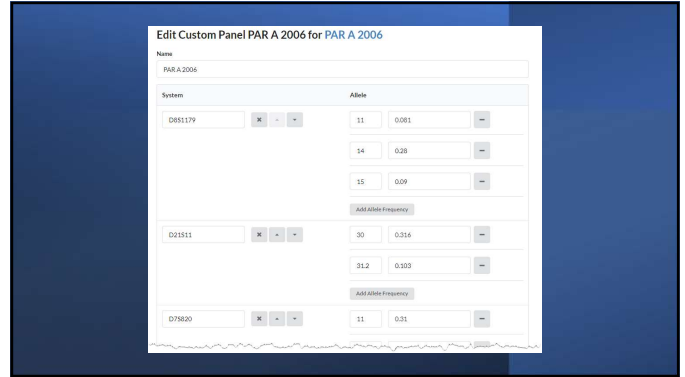 Edit Custom Panel PAR A 2006 for PAR A 2006
Name
PAR A 2006
System Allele
D8S1179 11 0.081
14 0.28
15 0.09
Add Allele Frequency
D21S11 30 0.316
31.2 0.103
Add Allele Frequency
D7S820 11 0.31